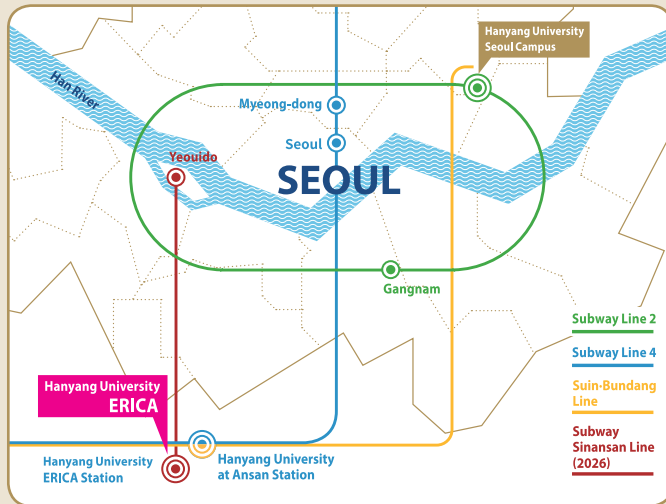 Hanyang University
Seoul Campus
Han River
Myeong-dong
Seoul
Yeouido
SEOUL
Gangnam
Subway Line 2
Subway Line 4
Suin·Bundang
Line
Subway
Sinansan Line
(2026)
Hanyang University
ERICA
Hanyang University
ERICA Station
Hanyang University
at Ansan Station